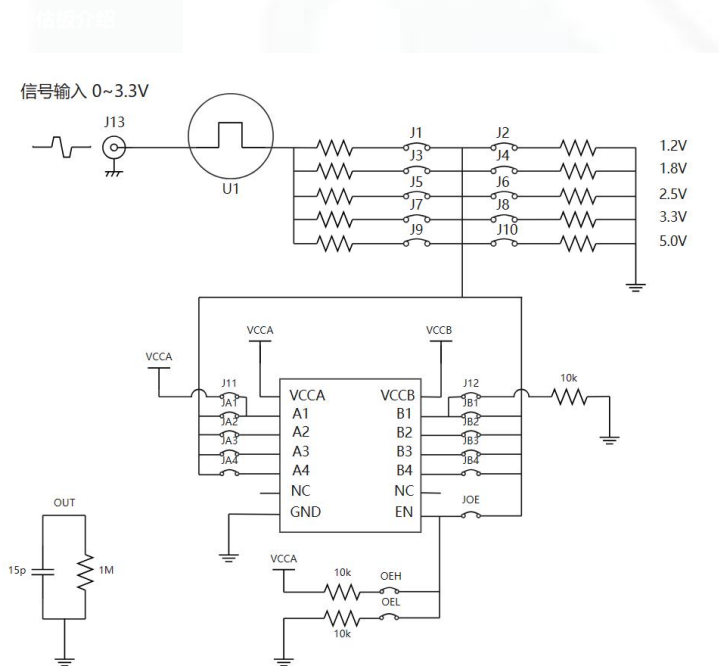 信号输入 0~3.3V
J13
U1
J1 J2 1.2V
J3 J4 1.8V
J5 J6 2.5V
J7 J8 3.3V
J9 J10 5.0V
VCCA VCCB
VCCA
J11 J12 10k
VCCA VCCB
JA1 JB1
A1 B1
JA2 JB2
A2 B2
JA3 JB3
A3 B3
JA4 JB4
A4 B4
NC NC
OUT JOE
GND EN
VCCA
15p 1M 10k OEH
OEL
10k